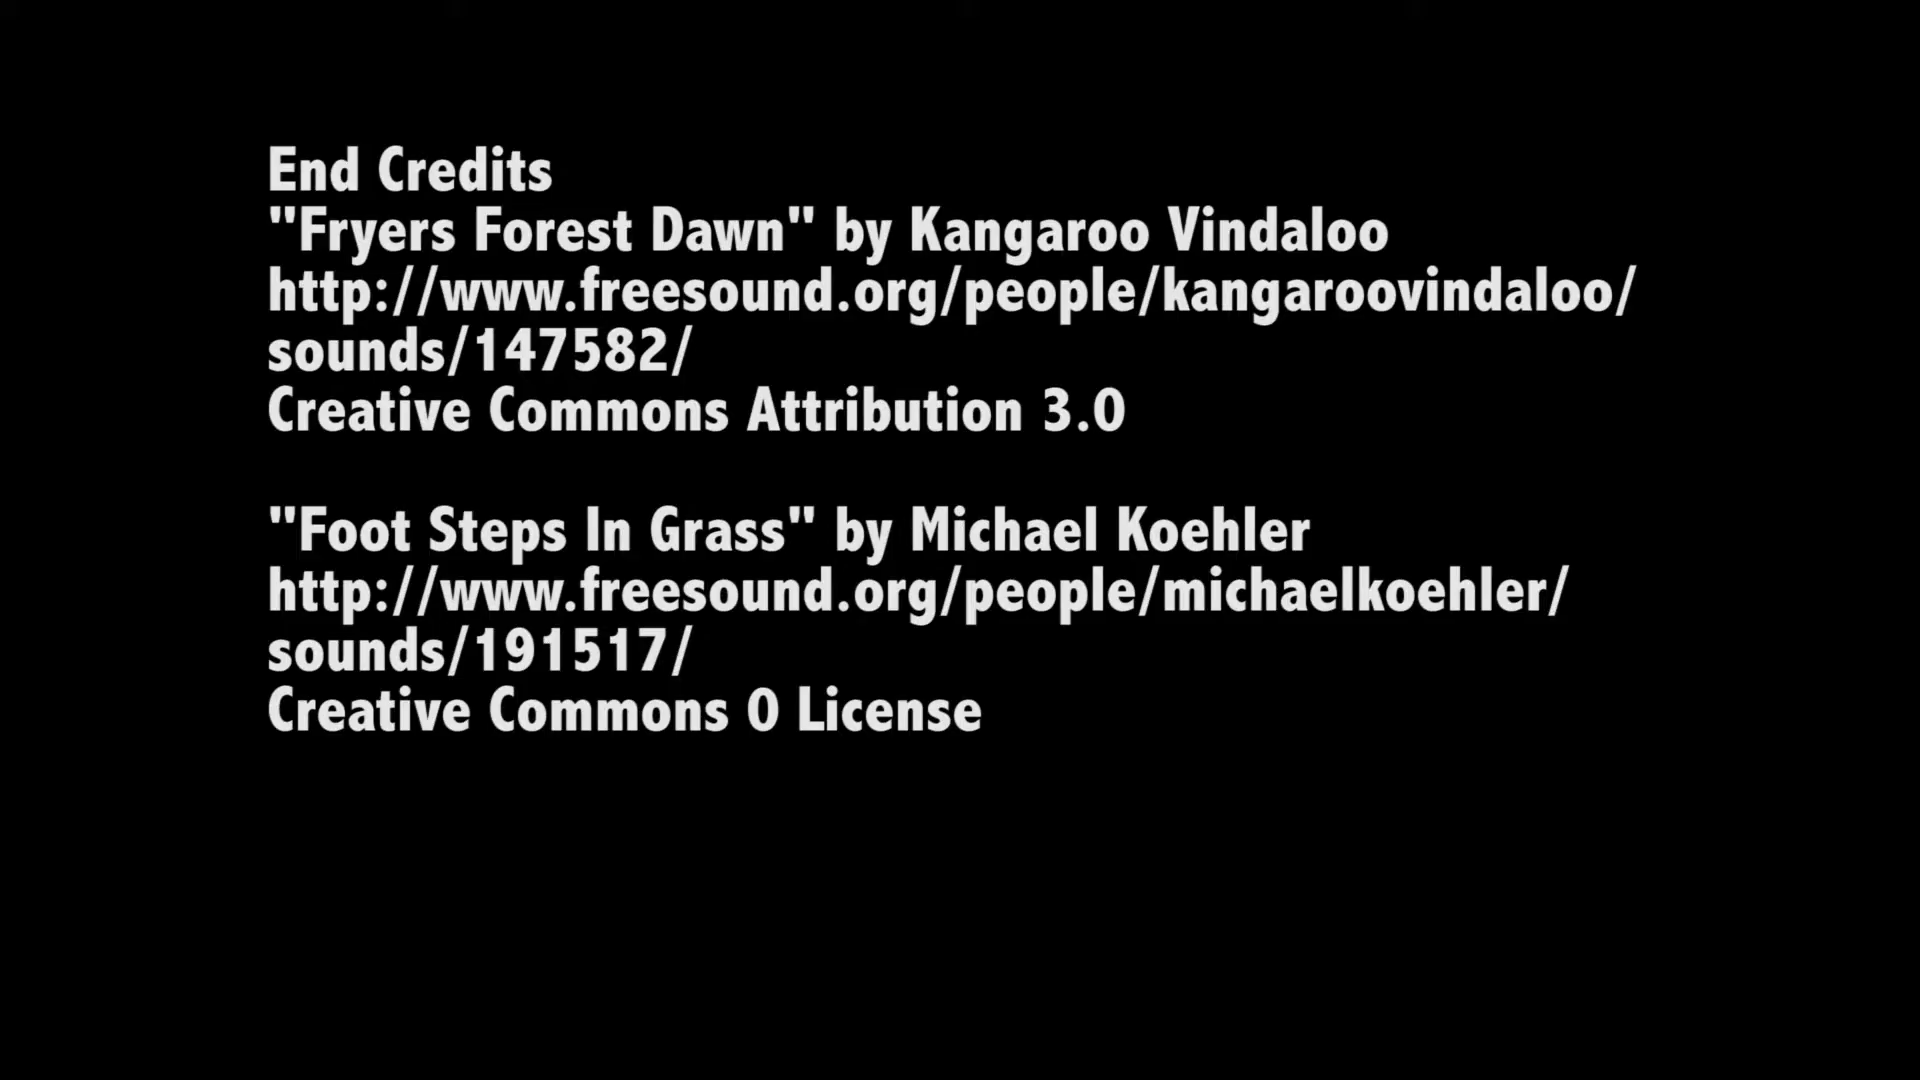 End Credits
"Fryers Forest Dawn" by Kangaroo Vindaloo
http://www.freesound.org/people/kangaroovindaloo/
sounds/147582/
Creative Commons Attribution 3.0
"Foot Steps In Grass" by Michael Koehler
http://www.freesound.org/people/michaelkoehler/
sounds/191517/
Creative Commons 0 License